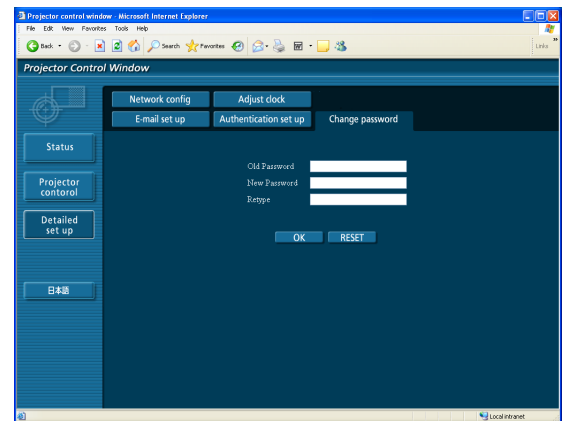 Projector control window - Microsoft Internet Explorer
File Edit View Favorites Tools Help
Back Search Favorites Links
Projector Control Window
Network config Adjust clock
E-mail set up Authentication set up Change password
Status
Projector contorol
Detailed set up
日本語
Old Password
New Password
Retype
OK RESET
Local intranet